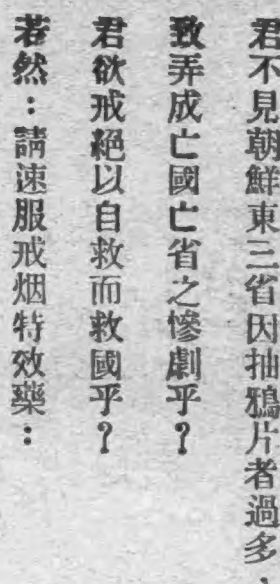 君不見朝鮮東三省因抽鴉片者過多
致弄成亡國亡省之慘劇乎？
君欲戒絕以自救而救國乎？
若然：請速服戒烟特效藥：